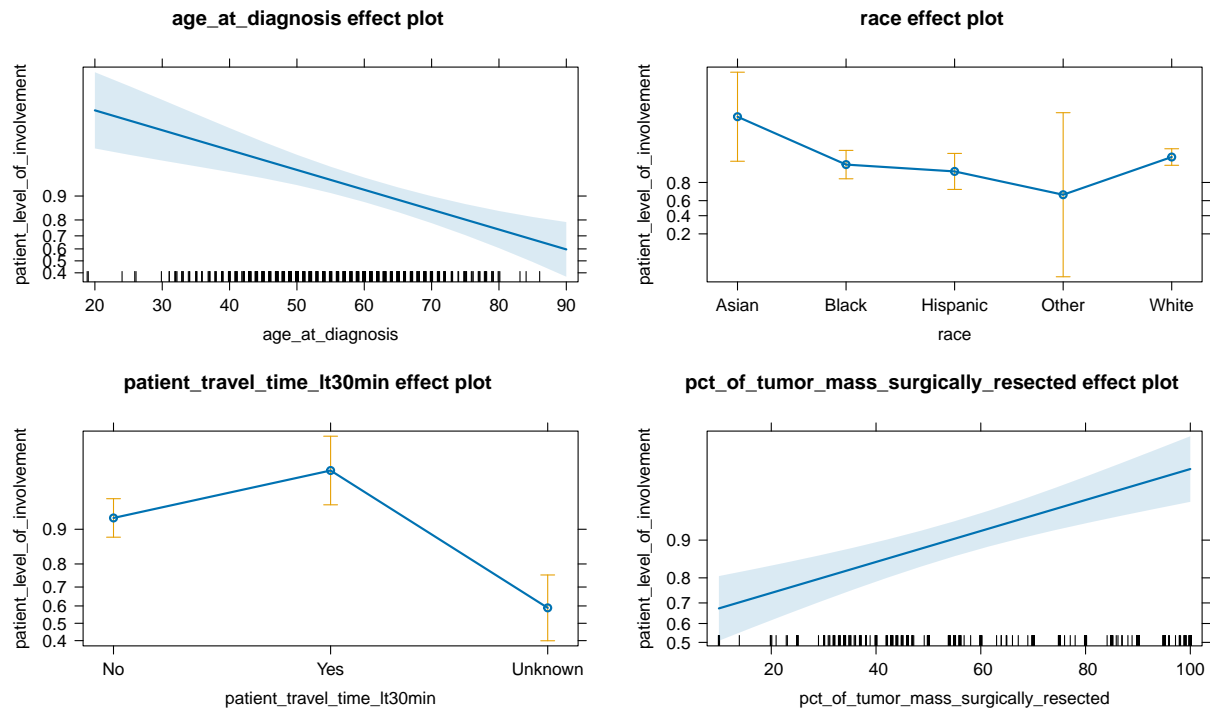 age_at_diagnosis effect plot
patient_level_of_involvement
0.9
0.8
0.7
0.6
0.5
0.4
20 30 40 50 60 70 80 90
age_at_diagnosis
race effect plot
patient_level_of_involvement
0.8
0.6
0.4
0.2
Asian Black Hispanic Other White
race
patient_travel_time_lt30min effect plot
patient_level_of_involvement
0.9
0.8
0.7
0.6
0.5
0.4
No Yes Unknown
patient_travel_time_lt30min
pct_of_tumor_mass_surgically_resected effect plot
patient_level_of_involvement
0.9
0.8
0.7
0.6
0.5
20 40 60 80 100
pct_of_tumor_mass_surgically_resected